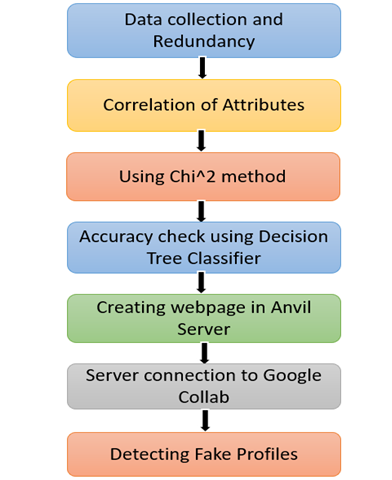 Data collection and
Redundancy
Correlation of Attributes
Using Chi^2 method
Accuracy check using Decision
Tree Classifier
Creating webpage in Anvil
Server
Server connection to Google
Collab
Detecting Fake Profiles